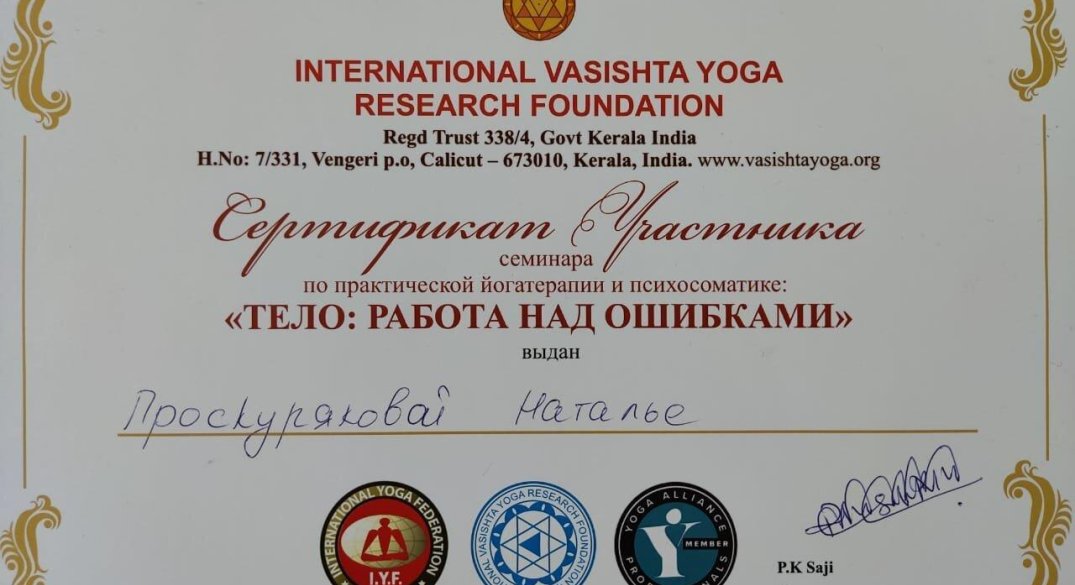 INTERNATIONAL VASISHTA YOGA
RESEARCH FOUNDATION
Regd Trust 338/4, Govt Kerala India
H.No: 7/331, Vengeri p.o, Calicut – 673010, Kerala, India. www.vasishtayoga.org
Сертификат Участника
семинара
по практической йогатерапии и психосоматике:
«ТЕЛО: РАБОТА НАД ОШИБКАМИ»
выдан
Проскуряковой Наталье
INTERNATIONAL YOGA FEDERATION
I.Y.F.
VASISHTA YOGA RESEARCH FOUNDATION
YOGA ALLIANCE
MEMBER
P.K Saji